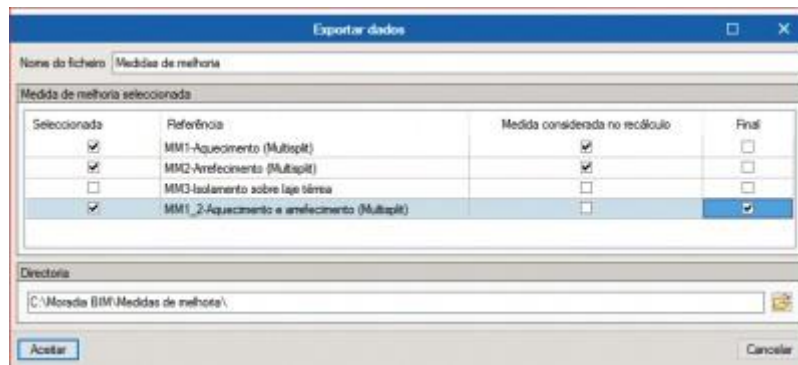 Exportar dados
Nome do ficheiro Medidas de melhoria
Medida de melhoria seleccionada
Seleccionada Referência Medida considerada no recálculo Final
MM1-Aquecimento (Multisplit)
MM2-Arrefecimento (Multisplit)
MM3-Isolamento sobre laje térrea
MM1_2-Aquecimento e arrefecimento (Multisplit)
Directoria
C:\Moradia BIM\Medidas de melhoria\
Aceitar Cancelar